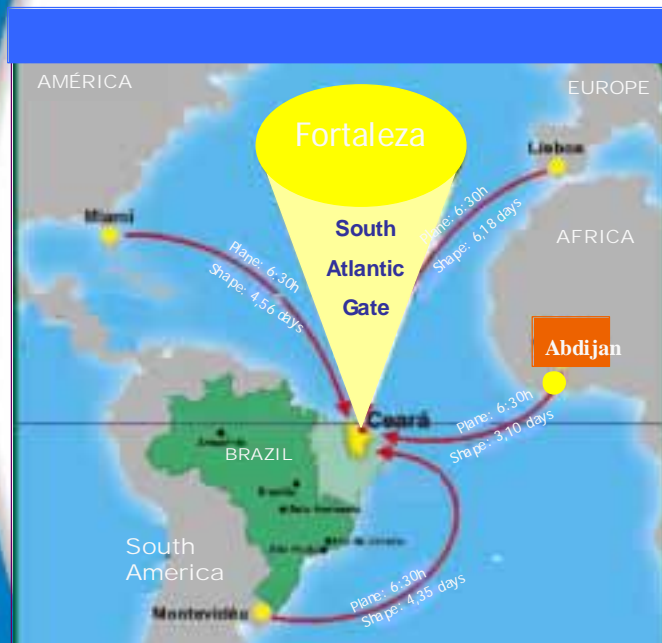 AMÉRICA
EUROPE
Fortaleza
Lisboa
Miami
Plane: 6:30h
Shape: 4,56 days
South
Atlantic
Gate
Plane: 6:30h
Shape: 6,18 days
AFRICA
Abdijan
Plane: 6:30h
Shape: 3,10 days
Ceará
BRAZIL
South
America
Plane: 6:30h
Shape: 4,35 days
Montevidéu